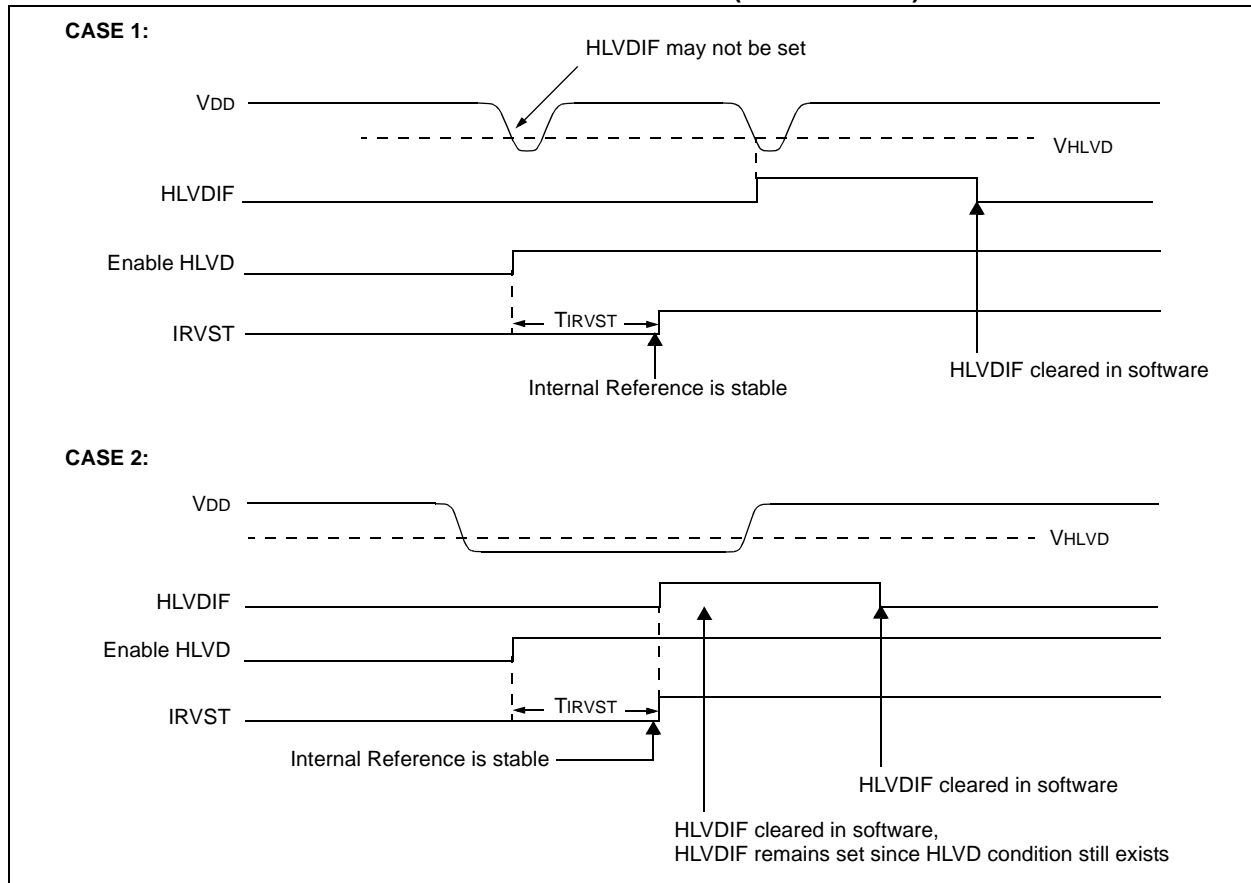 CASE 1:
HLVDIF may not be set
VDD
VHLVD
HLVDIF
Enable HLVD
TIRVST
IRVST
HLVDIF cleared in software
Internal Reference is stable
CASE 2:
VDD
VHLVD
HLVDIF
Enable HLVD
TIRVST
IRVST
Internal Reference is stable
HLVDIF cleared in software
HLVDIF cleared in software,
HLVDIF remains set since HLVD condition still exists